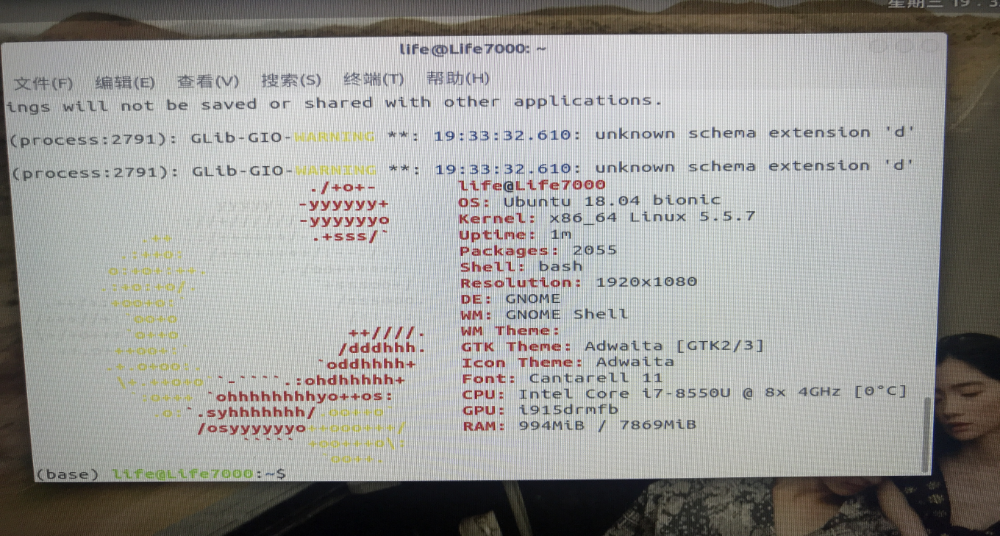 星期三 19
life@Life7000: ~
文件(F) 编辑(E) 查看(V) 搜索(S) 终端(T) 帮助(H)
ings will not be saved or shared with other applications.
(process:2791): GLib-GIO-WARNING **: 19:33:32.610: unknown schema extension 'd'
(process:2791): GLib-GIO-WARNING **: 19:33:32.610: unknown schema extension 'd'
./+o+- life@Life7000
-yyyyyy+ OS: Ubuntu 18.04 bionic
-yyyyyyo Kernel: x86_64 Linux 5.5.7
.+sss/` Uptime: 1m
Packages: 2055
Shell: bash
Resolution: 1920x1080
DE: GNOME
WM: GNOME Shell
++////. WM Theme:
/dddhhh. GTK Theme: Adwaita [GTK2/3]
`oddhhhh+ Icon Theme: Adwaita
`-````.:ohdhhhhh+ Font: Cantarell 11
`ohhhhhhhhyo++os: CPU: Intel Core i7-8550U @ 8x 4GHz [0°C]
`.syhhhhhhh/ GPU: i915drmfb
/osyyyyyyo RAM: 994MiB / 7869MiB
`````
(base) life@Life7000:~$